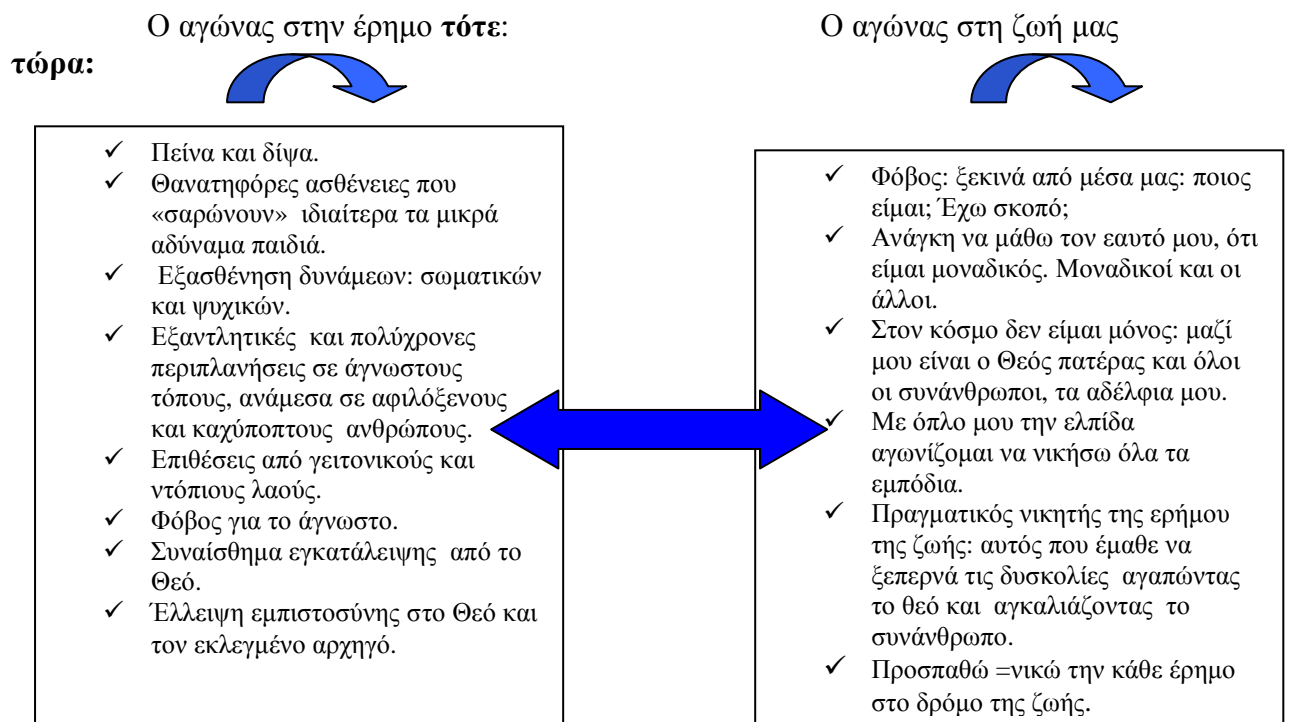 Ο αγώνας στην έρημο τότε: Ο αγώνας στη ζωή μας
τώρα:
✓ Πείνα και δίψα.
✓ Θανατηφόρες ασθένειες που
«σαρώνουν» ιδιαίτερα τα μικρά
αδύναμα παιδιά.
✓ Εξασθένηση δυνάμεων: σωματικών
και ψυχικών.
✓ Εξαντλητικές και πολύχρονες
περιπλανήσεις σε άγνωστους
τόπους, ανάμεσα σε αφιλόξενους
και καχύποπτους ανθρώπους.
✓ Επιθέσεις από γειτονικούς και
ντόπιους λαούς.
✓ Φόβος για το άγνωστο.
✓ Συναίσθημα εγκατάλειψης από το
Θεό.
✓ Έλλειψη εμπιστοσύνης στο Θεό και
τον εκλεγμένο αρχηγό.
✓ Φόβος: ξεκινά από μέσα μας: ποιος
είμαι; Έχω σκοπό;
✓ Ανάγκη να μάθω τον εαυτό μου, ότι
είμαι μοναδικός. Μοναδικοί και οι
άλλοι.
✓ Στον κόσμο δεν είμαι μόνος: μαζί
μου είναι ο Θεός πατέρας και όλοι
οι συνάνθρωποι, τα αδέλφια μου.
✓ Με όπλο μου την ελπίδα
αγωνίζομαι να νικήσω όλα τα
εμπόδια.
✓ Πραγματικός νικητής της ερήμου
της ζωής: αυτός που έμαθε να
ξεπερνά τις δυσκολίες αγαπώντας
το θεό και αγκαλιάζοντας το
συνάνθρωπο.
✓ Προσπαθώ =νικώ την κάθε έρημο
στο δρόμο της ζωής.